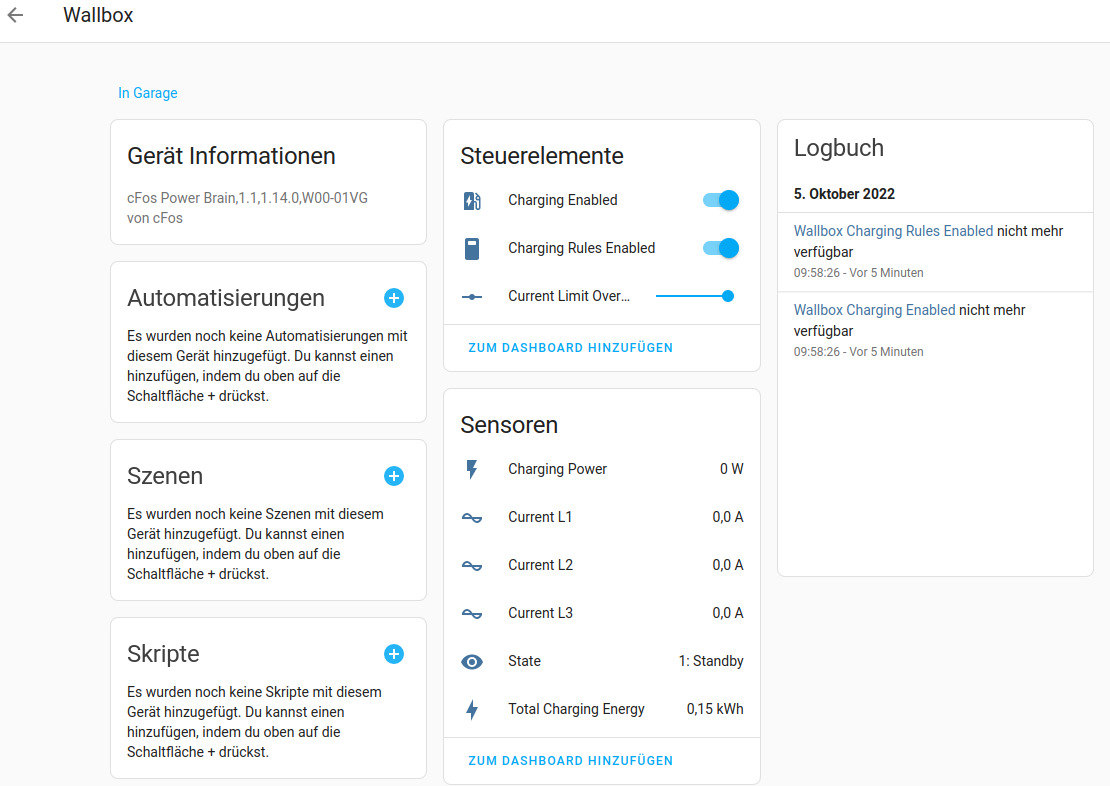 Wallbox
In Garage
Gerät Informationen
cFos Power Brain,1.1,1.14.0,W00-01VG
von cFos
Automatisierungen
Es wurden noch keine Automatisierungen mit
diesem Gerät hinzugefügt. Du kannst einen
hinzufügen, indem du oben auf die
Schaltfläche + drückst.
Szenen
Es wurden noch keine Szenen mit diesem
Gerät hinzugefügt. Du kannst einen
hinzufügen, indem du oben auf die
Schaltfläche + drückst.
Skripte
Es wurden noch keine Skripte mit diesem
Gerät hinzugefügt. Du kannst einen
hinzufügen, indem du oben auf die
Schaltfläche + drückst.
Steuerelemente
Charging Enabled
Charging Rules Enabled
Current Limit Over...
ZUM DASHBOARD HINZUFÜGEN
Sensoren
Charging Power 0 W
Current L1 0,0 A
Current L2 0,0 A
Current L3 0,0 A
State 1: Standby
Total Charging Energy 0,15 kWh
ZUM DASHBOARD HINZUFÜGEN
Logbuch
5. Oktober 2022
Wallbox Charging Rules Enabled nicht mehr
verfügbar
09:58:26 - Vor 5 Minuten
Wallbox Charging Enabled nicht mehr
verfügbar
09:58:26 - Vor 5 Minuten